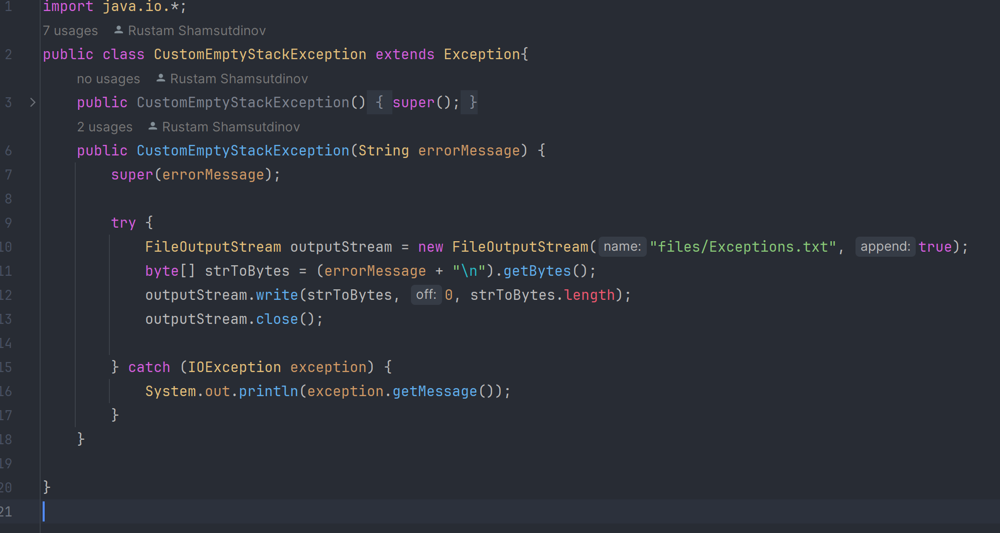 1 import java.io.*;
7 usages Rustam Shamsutdinov
2 public class CustomEmptyStackException extends Exception{
no usages Rustam Shamsutdinov
3 public CustomEmptyStackException() { super(); }
2 usages Rustam Shamsutdinov
6 public CustomEmptyStackException(String errorMessage) {
7 super(errorMessage);
8
9 try {
10 FileOutputStream outputStream = new FileOutputStream( name: "files/Exceptions.txt", append: true);
11 byte[] strToBytes = (errorMessage + "\n").getBytes();
12 outputStream.write(strToBytes, off: 0, strToBytes.length);
13 outputStream.close();
14
15 } catch (IOException exception) {
16 System.out.println(exception.getMessage());
17 }
18 }
19
20 }
21